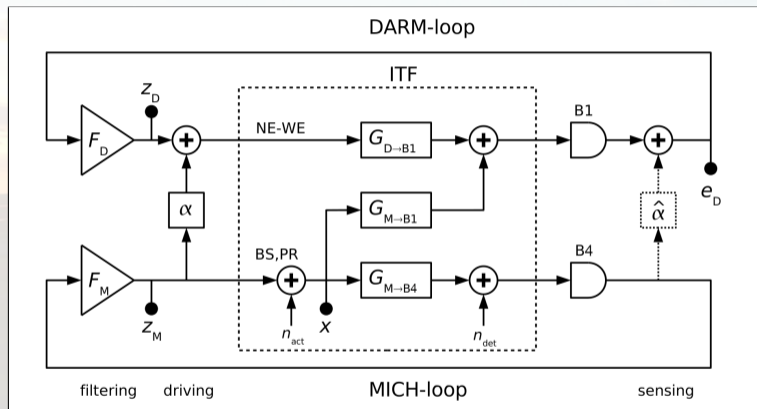 DARM-loop
ITF
z_D
B1
F_D
+
NE-WE
G_D→B1
+
+
e_D
α
G_M→B1
α̂
BS,PR
B4
F_M
+
G_M→B4
+
z_M
n_act
x
n_det
filtering driving MICH-loop sensing